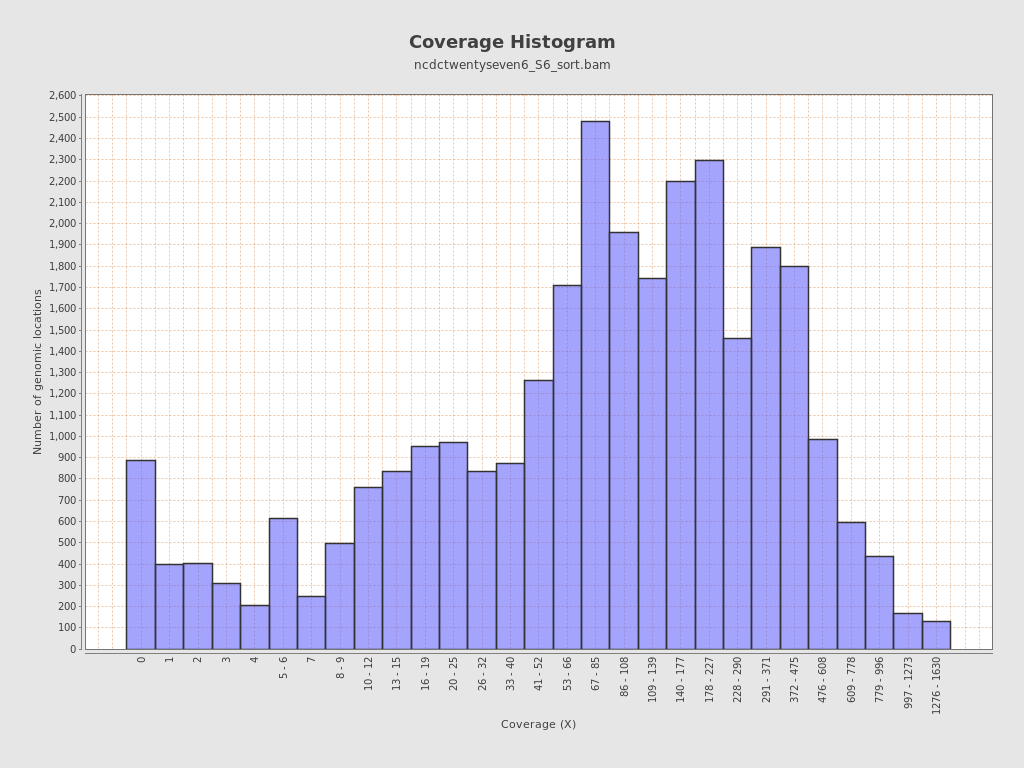 Coverage Histogram
ncdctwentyseven6_S6_sort.bam
Number of genomic locations
2,600
2,500
2,400
2,300
2,200
2,100
2,000
1,900
1,800
1,700
1,600
1,500
1,400
1,300
1,200
1,100
1,000
900
800
700
600
500
400
300
200
100
0
0
1
2
3
4
5 - 6
7
8 - 9
10 - 12
13 - 15
16 - 19
20 - 25
26 - 32
33 - 40
41 - 52
53 - 66
67 - 85
86 - 108
109 - 139
140 - 177
178 - 227
228 - 290
291 - 371
372 - 475
476 - 608
609 - 778
779 - 996
997 - 1273
1276 - 1630
Coverage (X)